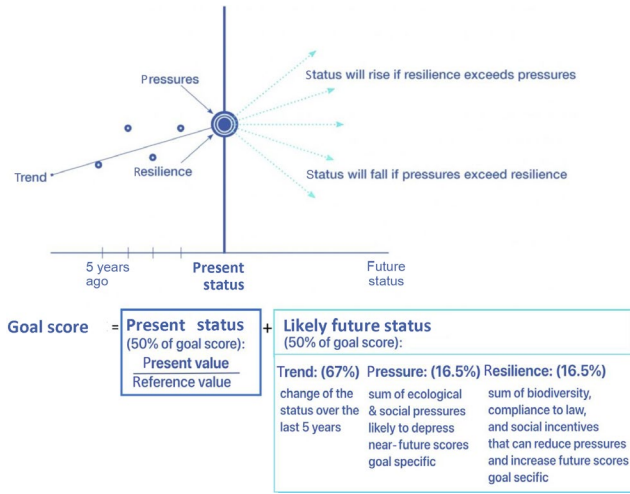 Pressures
Status will rise if resilience exceeds pressures
Resilience
Trend
Status will fall if pressures exceed resilience
5 years
ago
Present
status
Future
status
Goal score
=
Present status
(50% of goal score):
Present value
Reference value
+
Likely future status
(50% of goal score):
Trend: (67%)
change of the
status over the
last 5 years
Pressure: (16.5%)
sum of ecological
& social pressures
likely to depress
near-future scores
goal specific
Resilience: (16.5%)
sum of biodiversity,
compliance to law,
and social incentives
that can reduce pressures
and increase future scores
goal secific